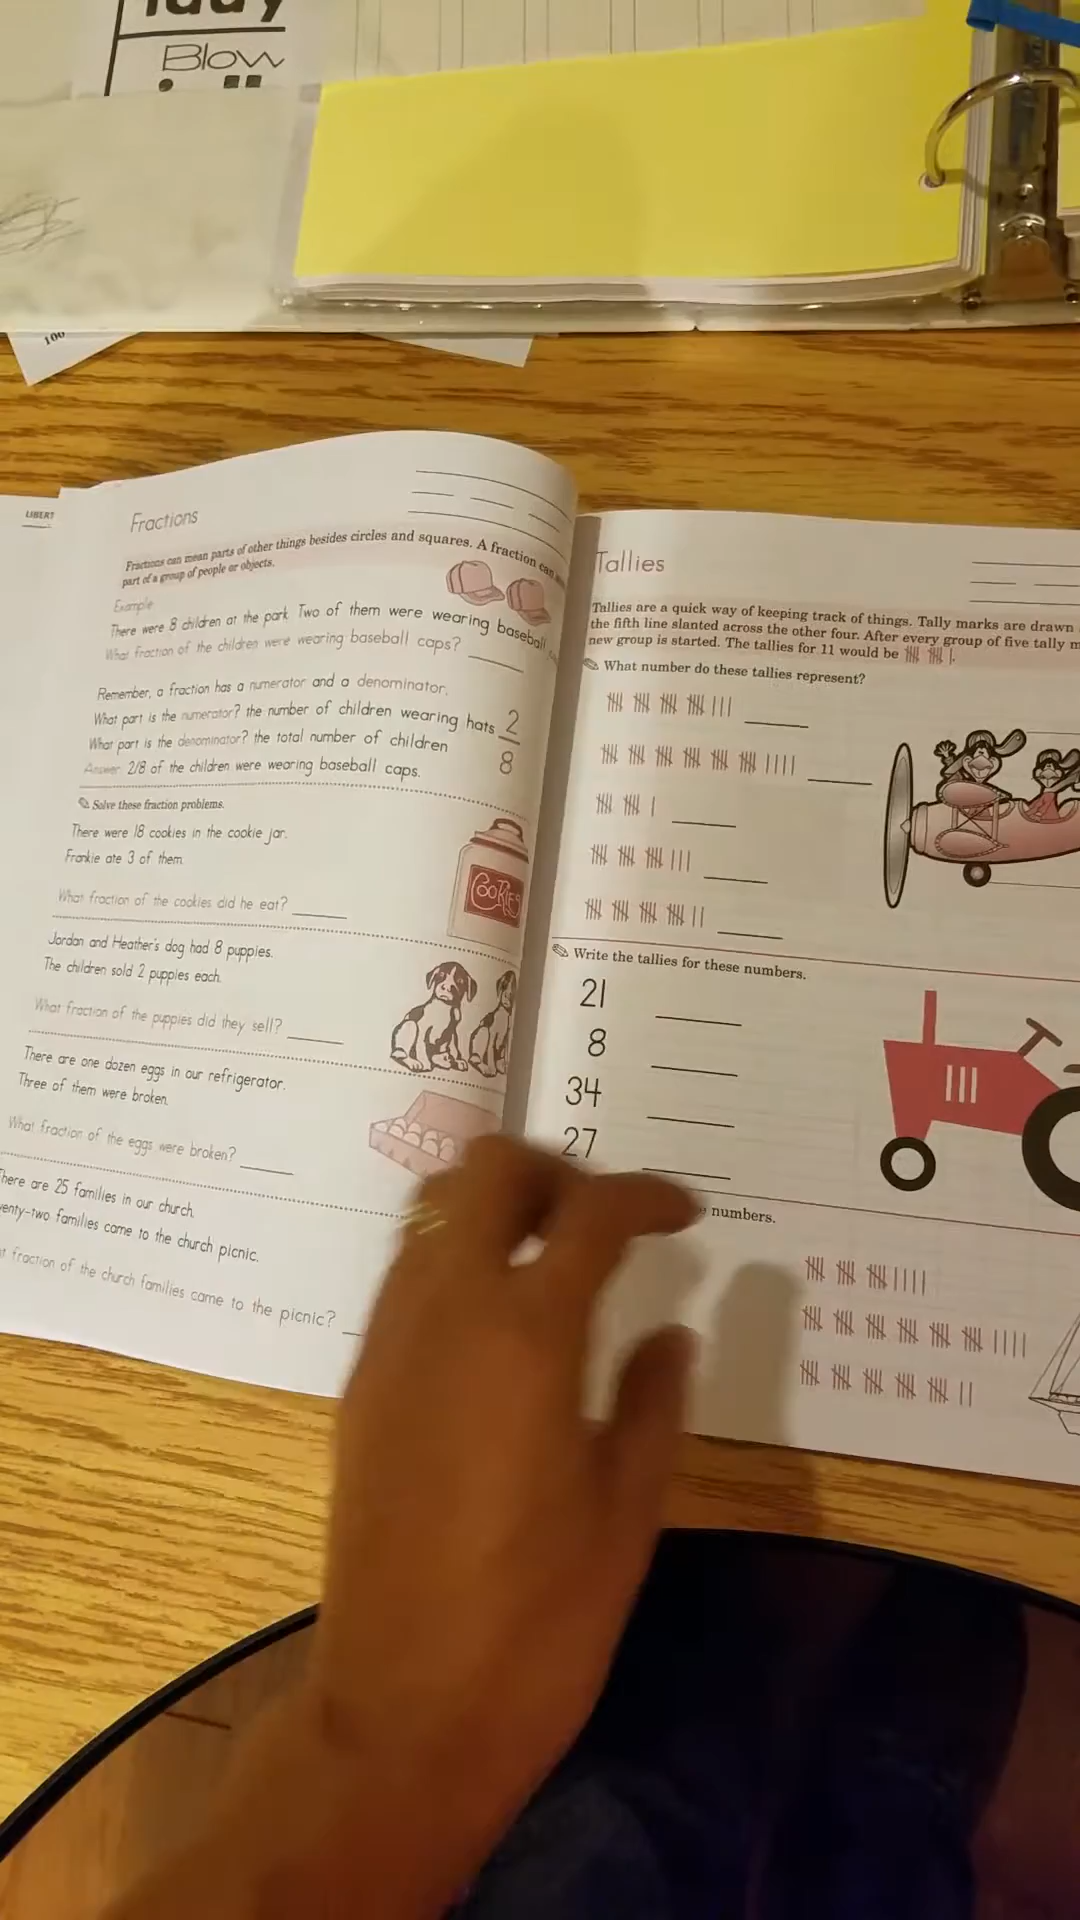 Blow
100
LIBERT
Fractions
Fractions can mean parts of other things besides circles and squares. A fraction can
part of a group of people or objects.
Example
There were 8 children at the park. Two of them were wearing baseball
What fraction of the children were wearing baseball caps?
Remember, a fraction has a numerator and a denominator.
What part is the numerator? the number of children wearing hats 2
What part is the denominator? the total number of children
8
Answer: 2/8 of the children were wearing baseball caps.
Solve these fraction problems.
There were 18 cookies in the cookie jar.
Frankie ate 3 of them.
COOKIES
What fraction of the cookies did he eat?
Jordan and Heather's dog had 8 puppies.
The children sold 2 puppies each.
What fraction of the puppies did they sell?
There are one dozen eggs in our refrigerator.
Three of them were broken.
What fraction of the eggs were broken?
here are 25 families in our church.
enty-two families came to the church picnic.
fraction of the church families came to the picnic?
Tallies
Tallies are a quick way of keeping track of things. Tally marks are drawn
the fifth line slanted across the other four. After every group of five tally m
new group is started. The tallies for 11 would be
What number do these tallies represent?
Write the tallies for these numbers.
21
8
34
27
numbers.